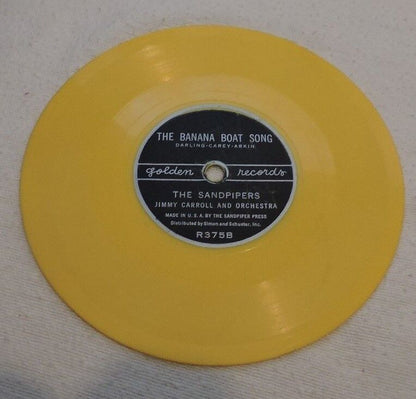 THE BANANA BOAT SONG
DARLING-CAREY-ARKIN
golden records
THE SANDPIPERS
JIMMY CARROLL AND ORCHESTRA
MADE IN U.S.A. BY THE SANDPIPER PRESS
Distributed by Simon and Schuster, Inc.
R375B